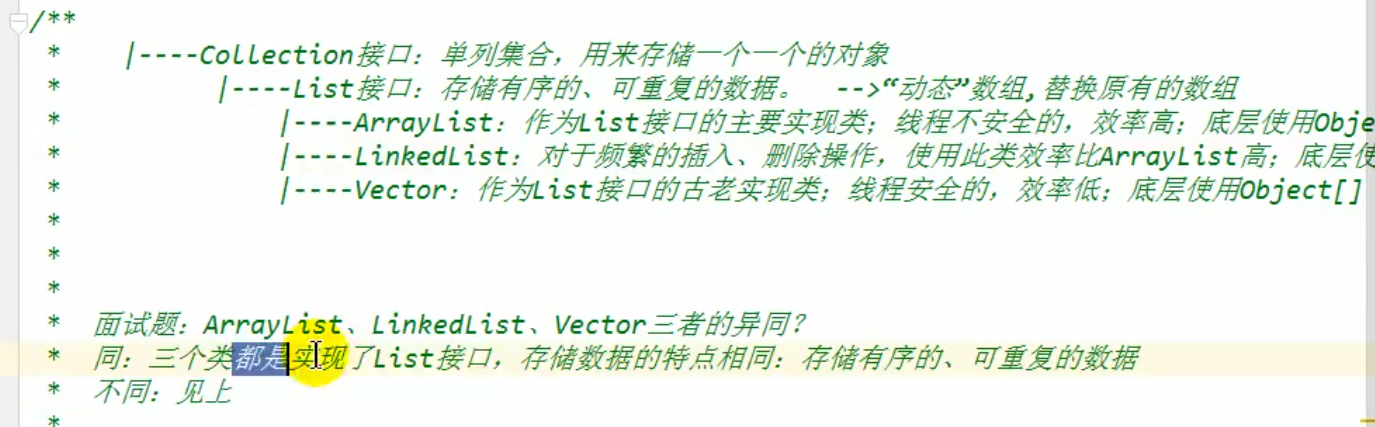 /**
* |----Collection接口：单列集合，用来存储一个一个的对象
* |----List接口：存储有序的、可重复的数据。 -->“动态”数组,替换原有的数组
* |----ArrayList：作为List接口的主要实现类；线程不安全的，效率高；底层使用Obje
* |----LinkedList：对于频繁的插入、删除操作，使用此类效率比ArrayList高；底层使
* |----Vector：作为List接口的古老实现类；线程安全的，效率低；底层使用Object[]
*
*
*
* 面试题：ArrayList、LinkedList、Vector三者的异同？
* 同：三个类都是实现了List接口，存储数据的特点相同：存储有序的、可重复的数据
* 不同：见上
*